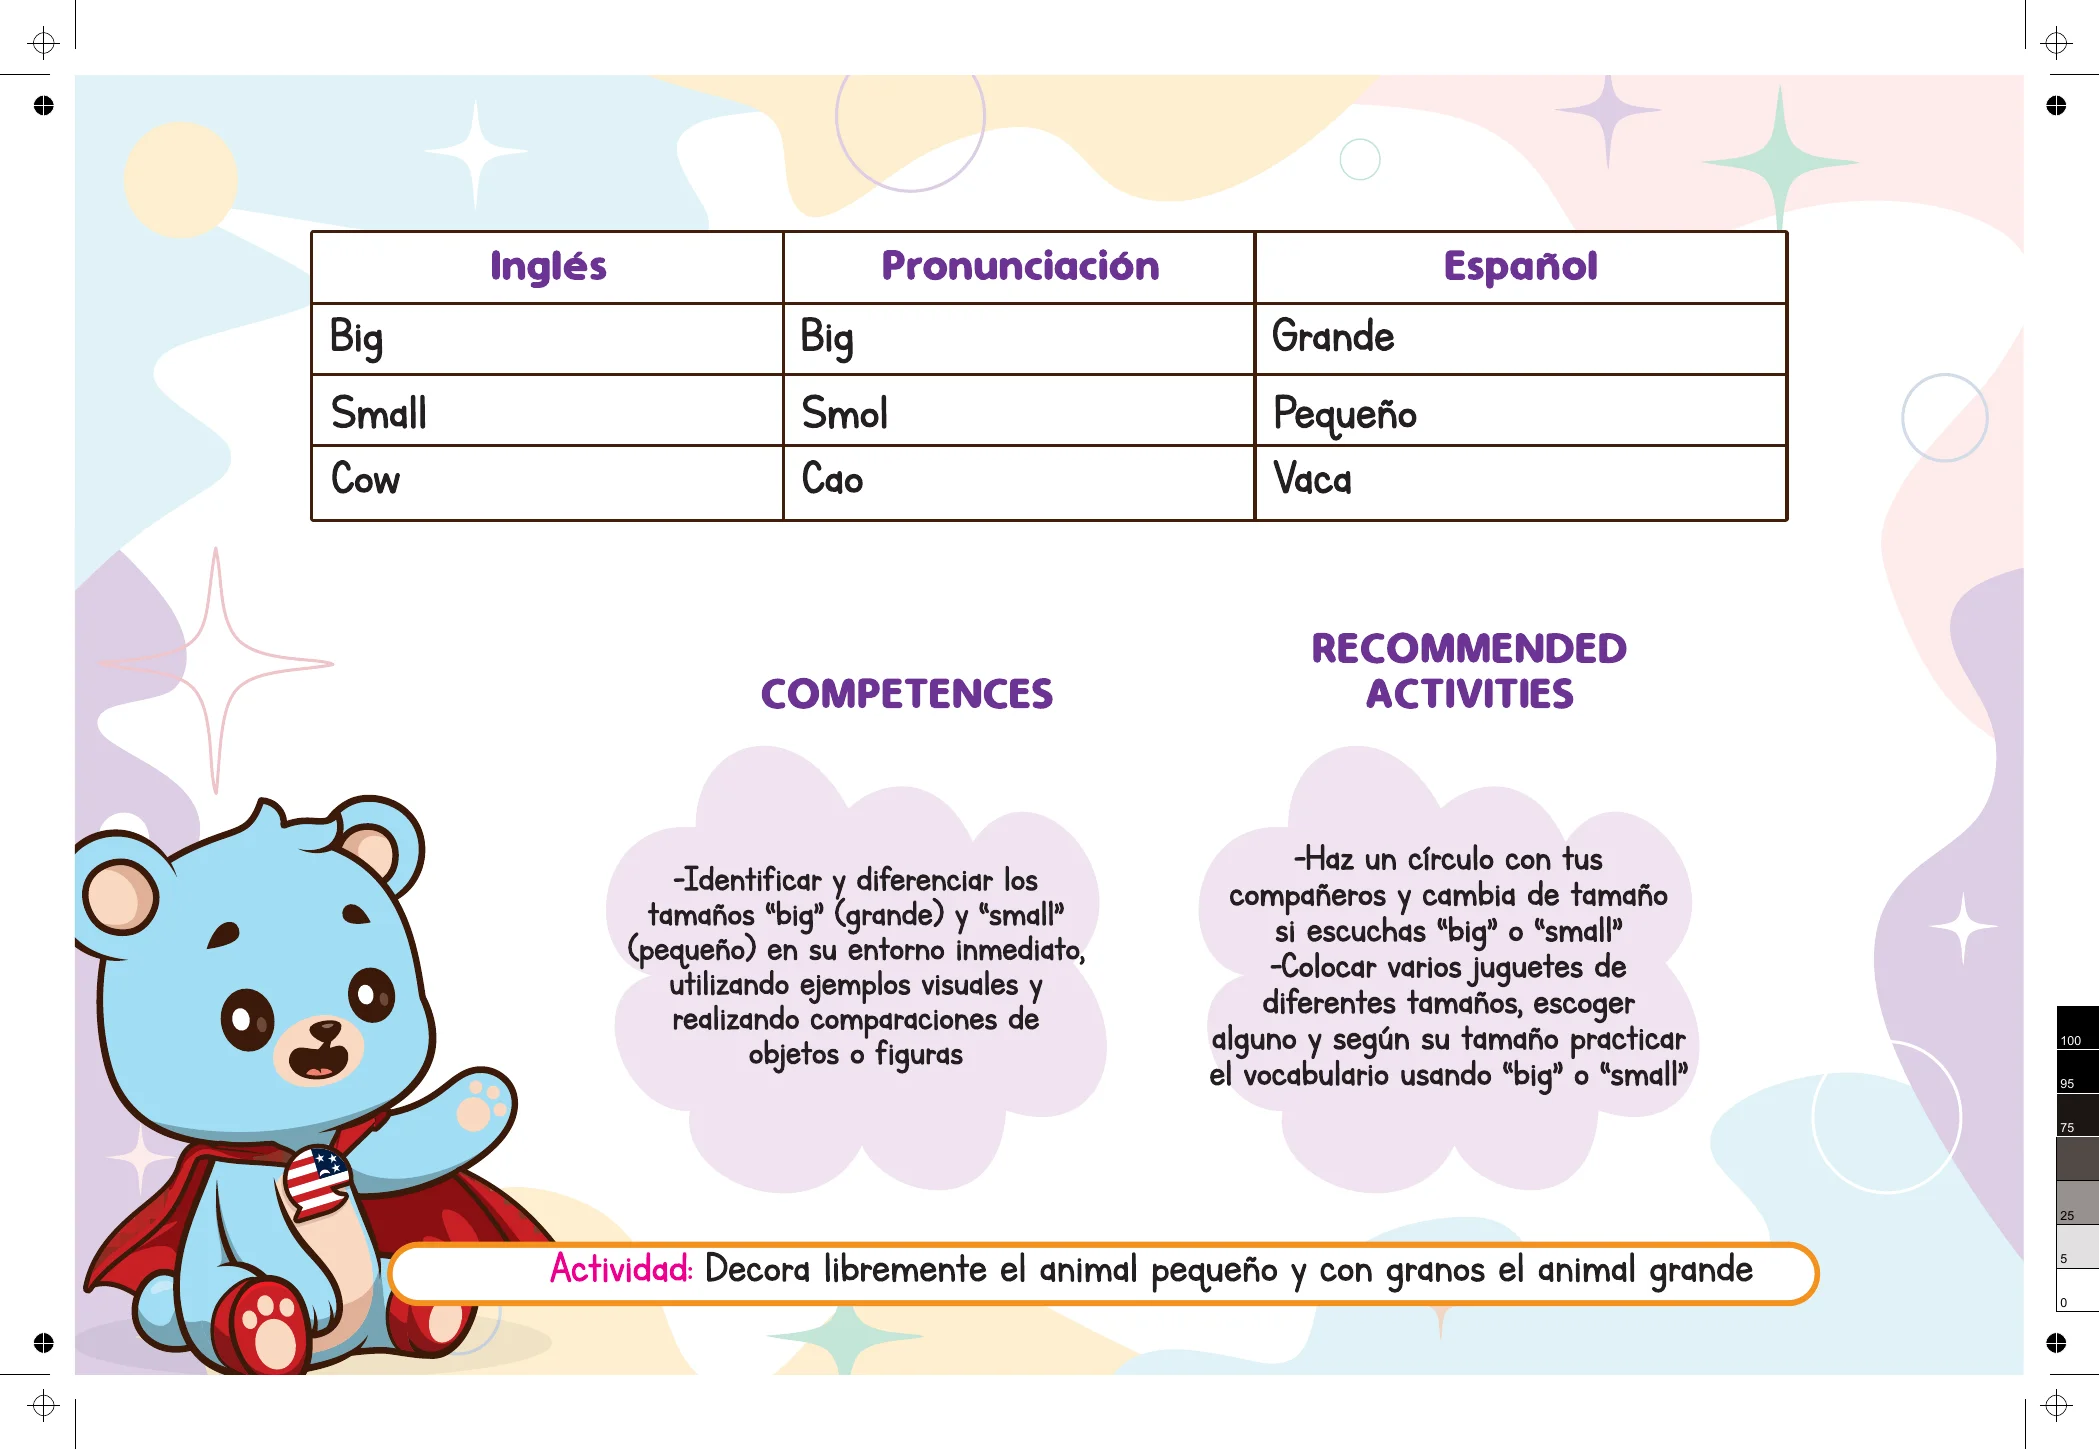 Inglés Pronunciación Español
Big Big Grande
Small Smol Pequeño
Cow Cao Vaca
COMPETENCES
-Identificar y diferenciar los
tamaños “big” (grande) y “small”
(pequeño) en su entorno inmediato,
utilizando ejemplos visuales y
realizando comparaciones de
objetos o figuras
RECOMMENDED
ACTIVITIES
-Haz un círculo con tus
compañeros y cambia de tamaño
si escuchas “big” o “small”
-Colocar varios juguetes de
diferentes tamaños, escoger
alguno y según su tamaño practicar
el vocabulario usando “big” o “small”
Actividad: Decora libremente el animal pequeño y con granos el animal grande
100
95
75
25
5
0